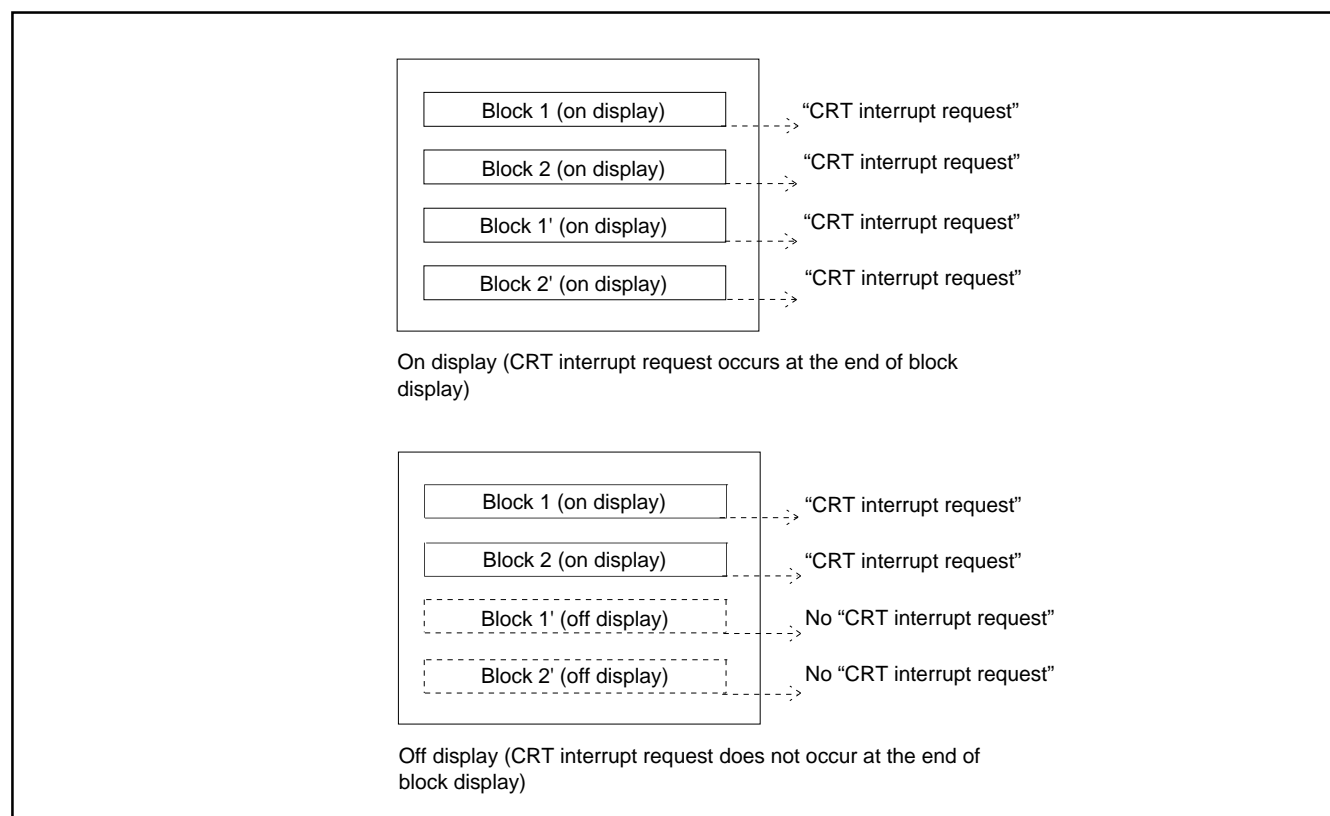 Block 1 (on display)
“CRT interrupt request”
Block 2 (on display)
“CRT interrupt request”
Block 1' (on display)
“CRT interrupt request”
Block 2' (on display)
“CRT interrupt request”
On display (CRT interrupt request occurs at the end of block
display)
Block 1 (on display)
“CRT interrupt request”
Block 2 (on display)
“CRT interrupt request”
Block 1' (off display)
No “CRT interrupt request”
Block 2' (off display)
No “CRT interrupt request”
Off display (CRT interrupt request does not occur at the end of
block display)